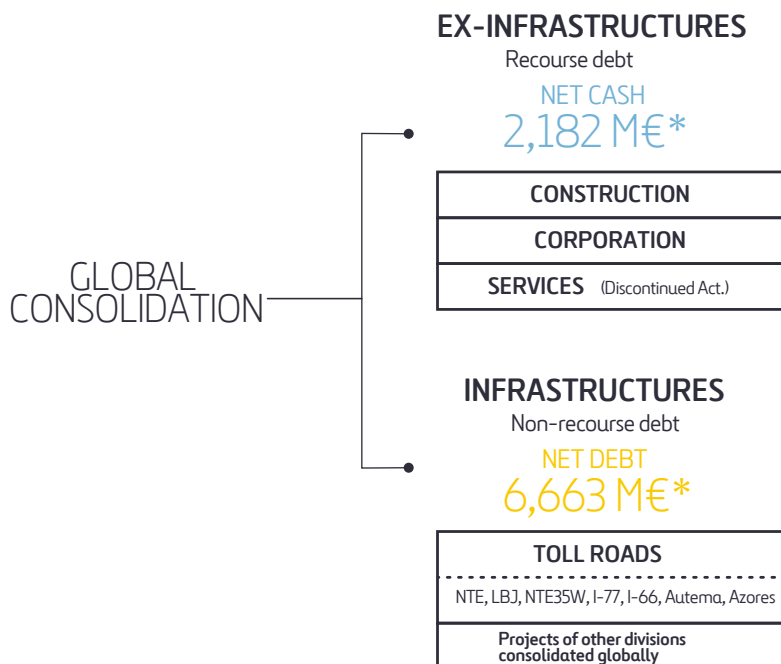 EX-INFRASTRUCTURES
Recourse debt
NET CASH
2,182 M€*
CONSTRUCTION
CORPORATION
SERVICES (Discontinued Act.)
GLOBAL
CONSOLIDATION
INFRASTRUCTURES
Non-recourse debt
NET DEBT
6,663 M€*
TOLL ROADS
NTE, LBJ, NTE35W, I-77, I-66, Autema, Azores
Projects of other divisions
consolidated globally